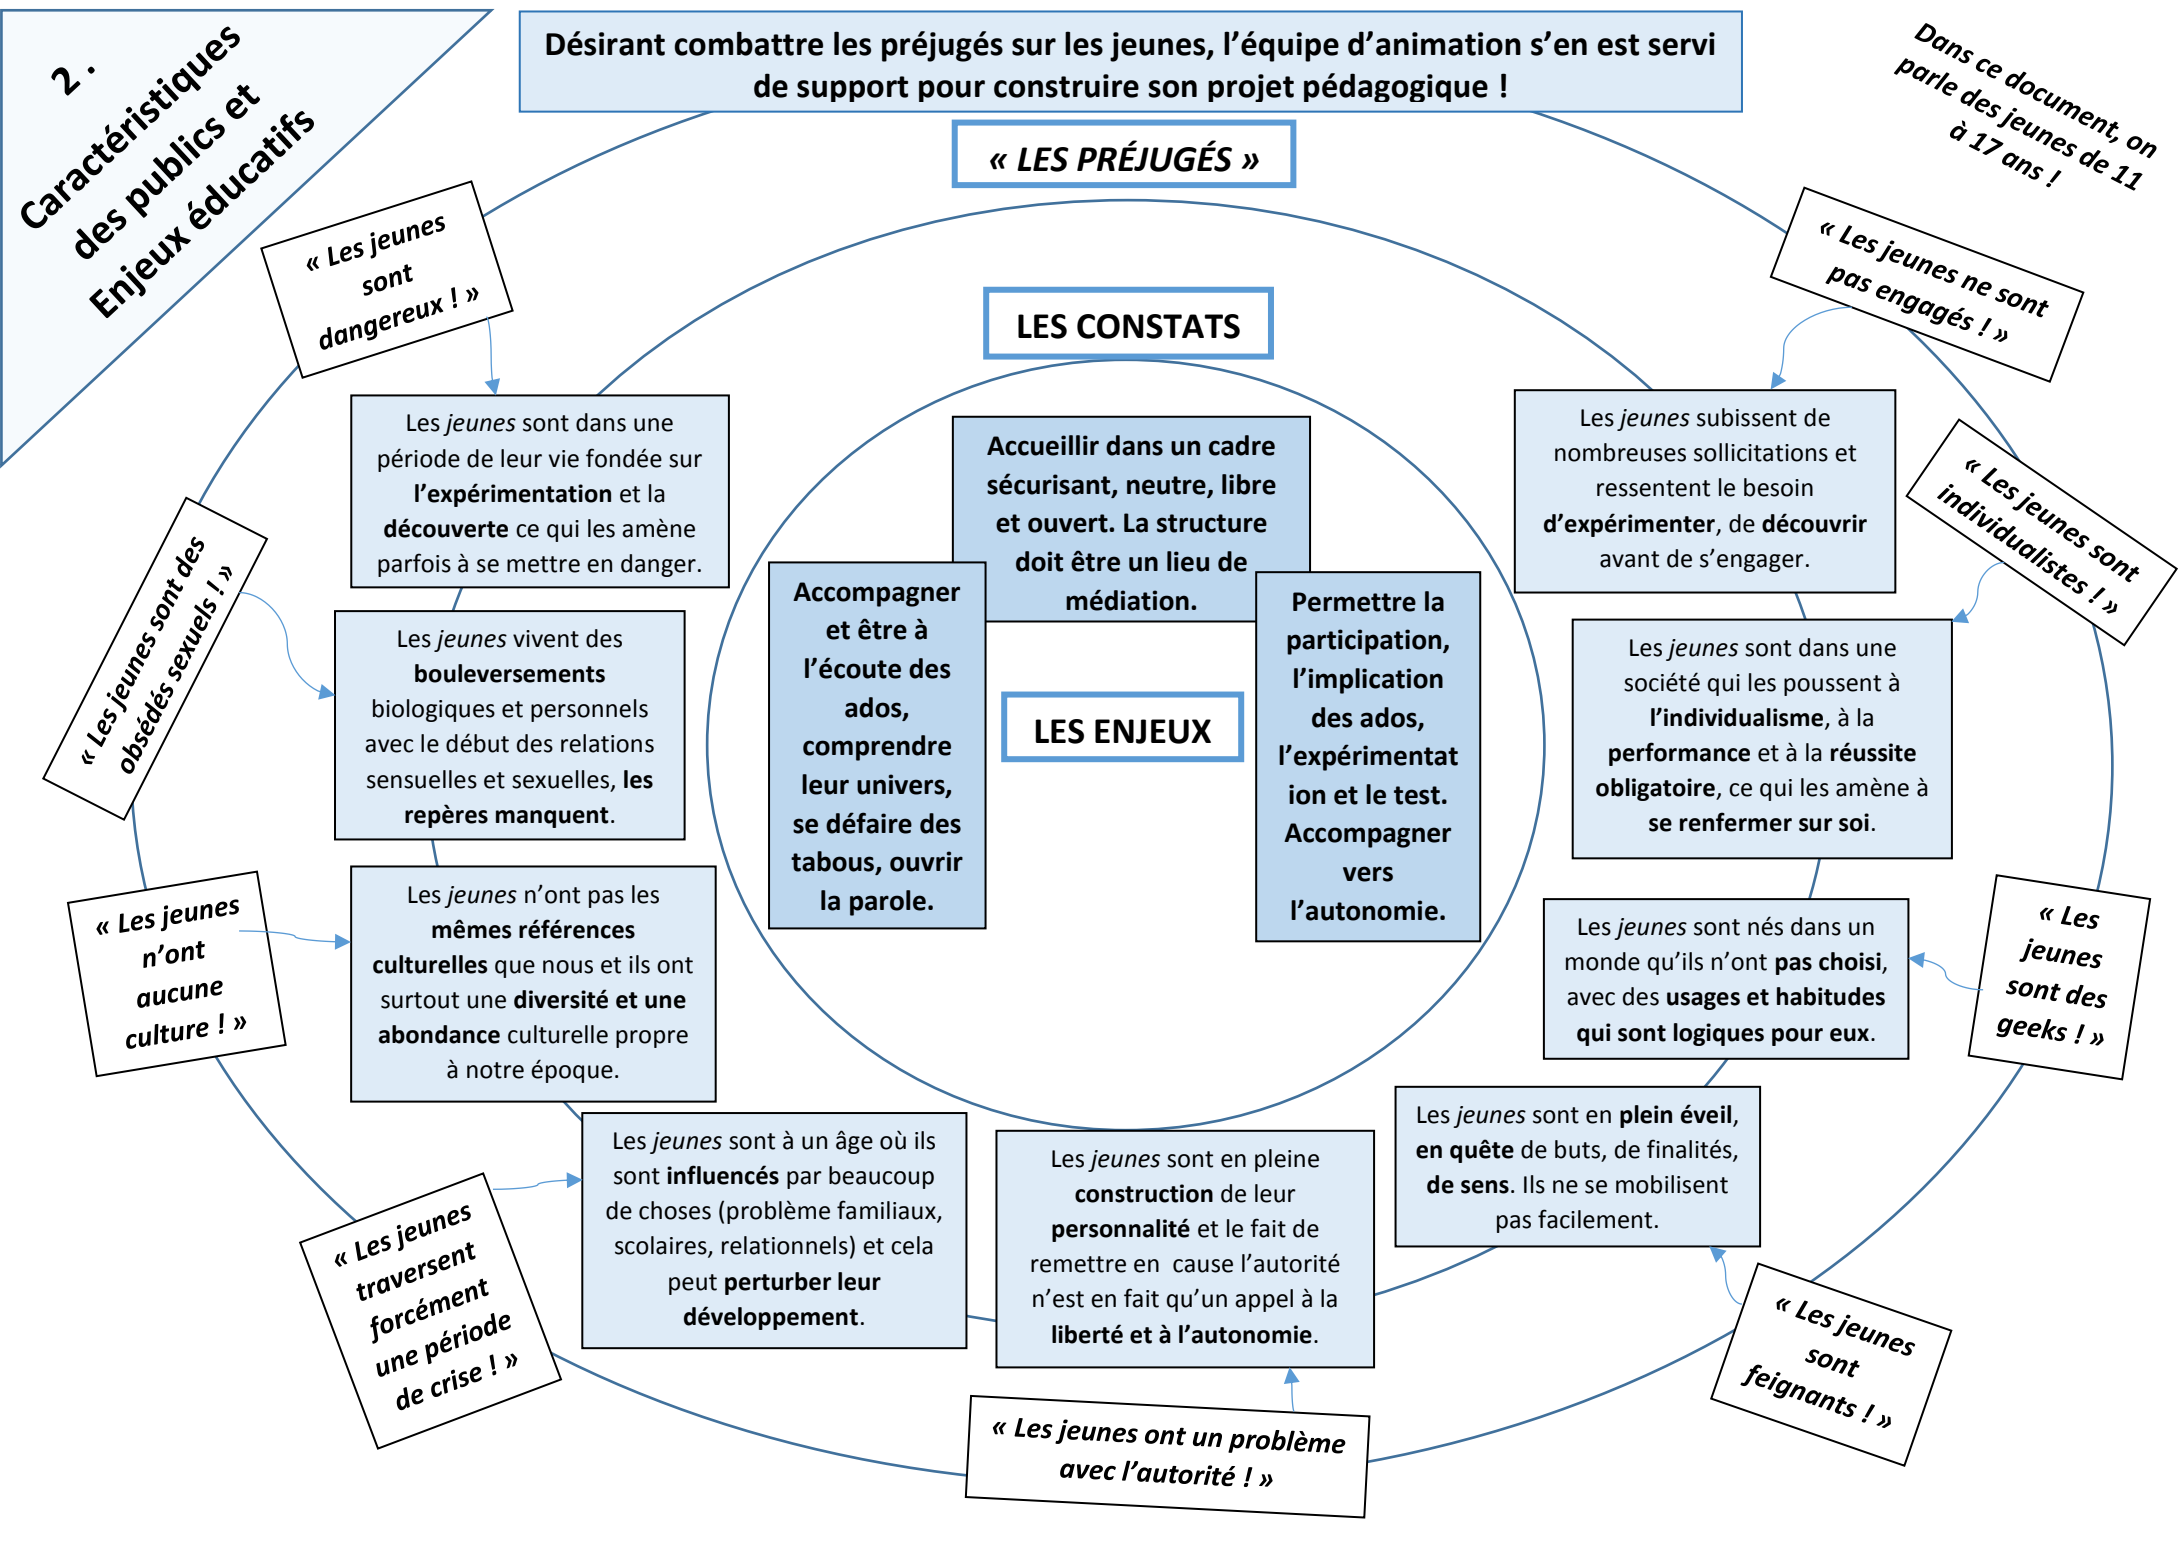 2 .
Caractéristiques
des publics et
Enjeux éducatifs
Désirant combattre les préjugés sur les jeunes, l’équipe d’animation s’en est servi
de support pour construire son projet pédagogique !
Dans ce document, on
parle des jeunes de 11
à 17 ans !
« LES PRÉJUGÉS »
« Les jeunes
sont
dangereux ! »
« Les jeunes ne sont
pas engagés ! »
LES CONSTATS
Les jeunes sont dans une
période de leur vie fondée sur
l’expérimentation et la
découverte ce qui les amène
parfois à se mettre en danger.
Accueillir dans un cadre
sécurisant, neutre, libre
et ouvert. La structure
doit être un lieu de
médiation.
Les jeunes subissent de
nombreuses sollicitations et
ressentent le besoin
d’expérimenter, de découvrir
avant de s’engager.
« Les jeunes sont
individualistes ! »
« Les jeunes sont des
obsédés sexuels ! »
Les jeunes vivent des
bouleversements
biologiques et personnels
avec le début des relations
sensuelles et sexuelles, les
repères manquent.
Accompagner
et être à
l’écoute des
ados,
comprendre
leur univers,
se défaire des
tabous, ouvrir
la parole.
LES ENJEUX
Permettre la
participation,
l’implication
des ados,
l’expérimentat
ion et le test.
Accompagner
vers
l’autonomie.
Les jeunes sont dans une
société qui les poussent à
l’individualisme, à la
performance et à la réussite
obligatoire, ce qui les amène à
se renfermer sur soi.
« Les jeunes
n’ont
aucune
culture ! »
Les jeunes n’ont pas les
mêmes références
culturelles que nous et ils ont
surtout une diversité et une
abondance culturelle propre
à notre époque.
Les jeunes sont nés dans un
monde qu’ils n’ont pas choisi,
avec des usages et habitudes
qui sont logiques pour eux.
« Les
jeunes
sont des
geeks ! »
« Les jeunes
traversent
forcément
une période
de crise ! »
Les jeunes sont à un âge où ils
sont influencés par beaucoup
de choses (problème familiaux,
scolaires, relationnels) et cela
peut perturber leur
développement.
Les jeunes sont en pleine
construction de leur
personnalité et le fait de
remettre en  cause l’autorité
n’est en fait qu’un appel à la
liberté et à l’autonomie.
Les jeunes sont en plein éveil,
en quête de buts, de finalités,
de sens. Ils ne se mobilisent
pas facilement.
« Les jeunes
sont
feignants ! »
« Les jeunes ont un problème
avec l’autorité ! »